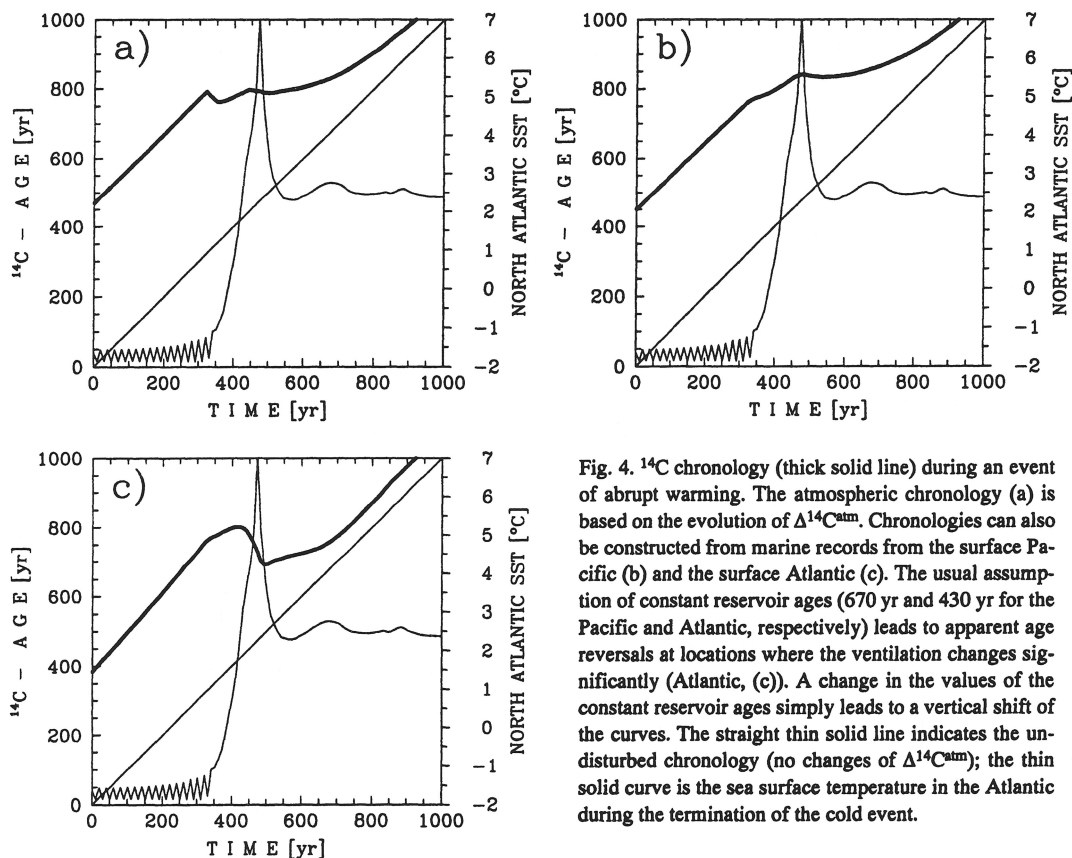 a)
1000
800
600
400
200
0
¹⁴C – AGE [yr]
0 200 400 600 800 1000
TIME [yr]
7
6
5
4
3
2
1
0
-1
-2
NORTH ATLANTIC SST [°C]
b)
1000
800
600
400
200
0
¹⁴C – AGE [yr]
0 200 400 600 800 1000
TIME [yr]
7
6
5
4
3
2
1
0
-1
-2
NORTH ATLANTIC SST [°C]
c)
1000
800
600
400
200
0
¹⁴C – AGE [yr]
0 200 400 600 800 1000
TIME [yr]
7
6
5
4
3
2
1
0
-1
-2
NORTH ATLANTIC SST [°C]
Fig. 4. ¹⁴C chronology (thick solid line) during an event
of abrupt warming. The atmospheric chronology (a) is
based on the evolution of Δ¹⁴Cᵃᵗᵐ. Chronologies can also
be constructed from marine records from the surface Pa-
cific (b) and the surface Atlantic (c). The usual assump-
tion of constant reservoir ages (670 yr and 430 yr for the
Pacific and Atlantic, respectively) leads to apparent age
reversals at locations where the ventilation changes sig-
nificantly (Atlantic, (c)). A change in the values of the
constant reservoir ages simply leads to a vertical shift of
the curves. The straight thin solid line indicates the un-
disturbed chronology (no changes of Δ¹⁴Cᵃᵗᵐ); the thin
solid curve is the sea surface temperature in the Atlantic
during the termination of the cold event.